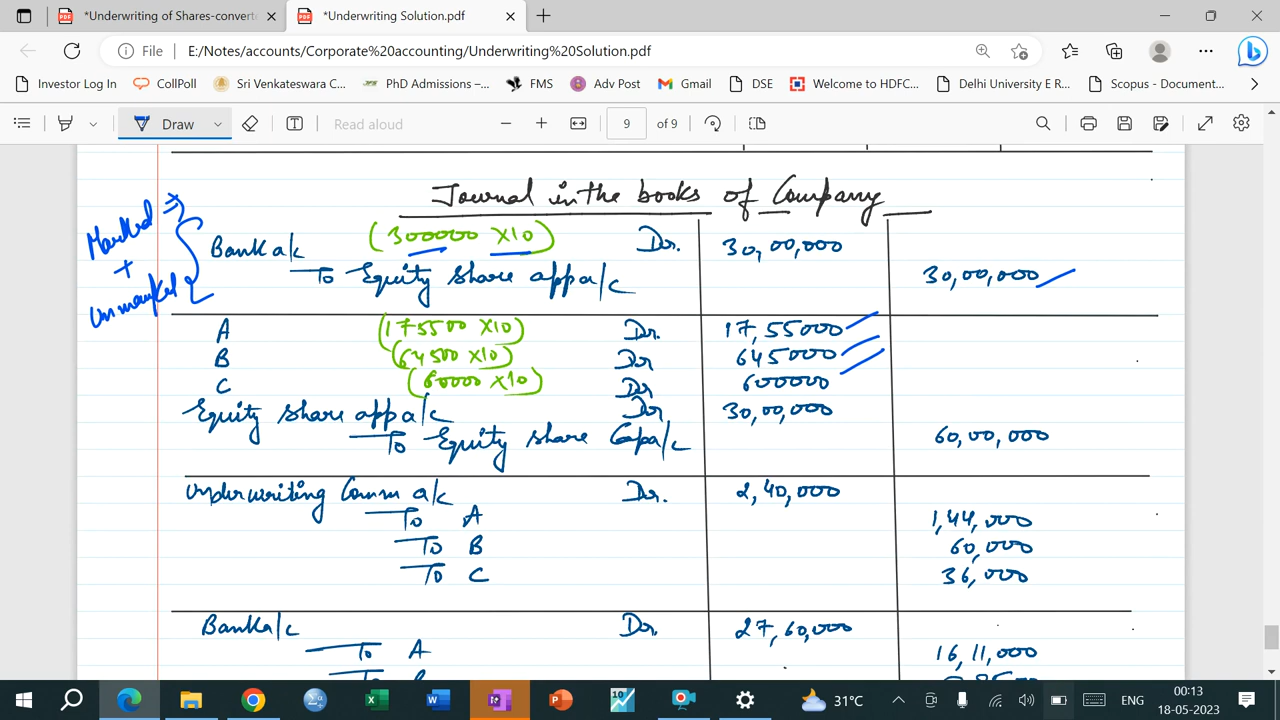 *Underwriting of Shares-converte
*Underwriting Solution.pdf
File E:/Notes/accounts/Corporate%20accounting/Underwriting%20Solution.pdf
Investor Log In CollPoll Sri Venkateswara C... PhD Admissions –... FMS Adv Post Gmail DSE Welcome to HDFC... Delhi University E R... Scopus - Document...
Draw Read aloud 9 of 9
Journal in the books of Company
Marked + Unmarked
Bank a/c (300000 X10) Dr. 30,00,000
To Equity share app a/c 30,00,000
A (175500 X10) Dr. 17,55000
B (64500 X10) Dr 645000
C (60000 X10) Dr 600000
Equity share app a/c Dr 30,00,000
To Equity share Cap a/c 60,00,000
Underwriting Comm a/c Dr. 2,40,000
To A 1,44,000
To B 60,000
To C 36,000
Bank a/c Dr. 27,60,000
To A 16,11,000
To
31°C ENG 00:13
18-05-2023